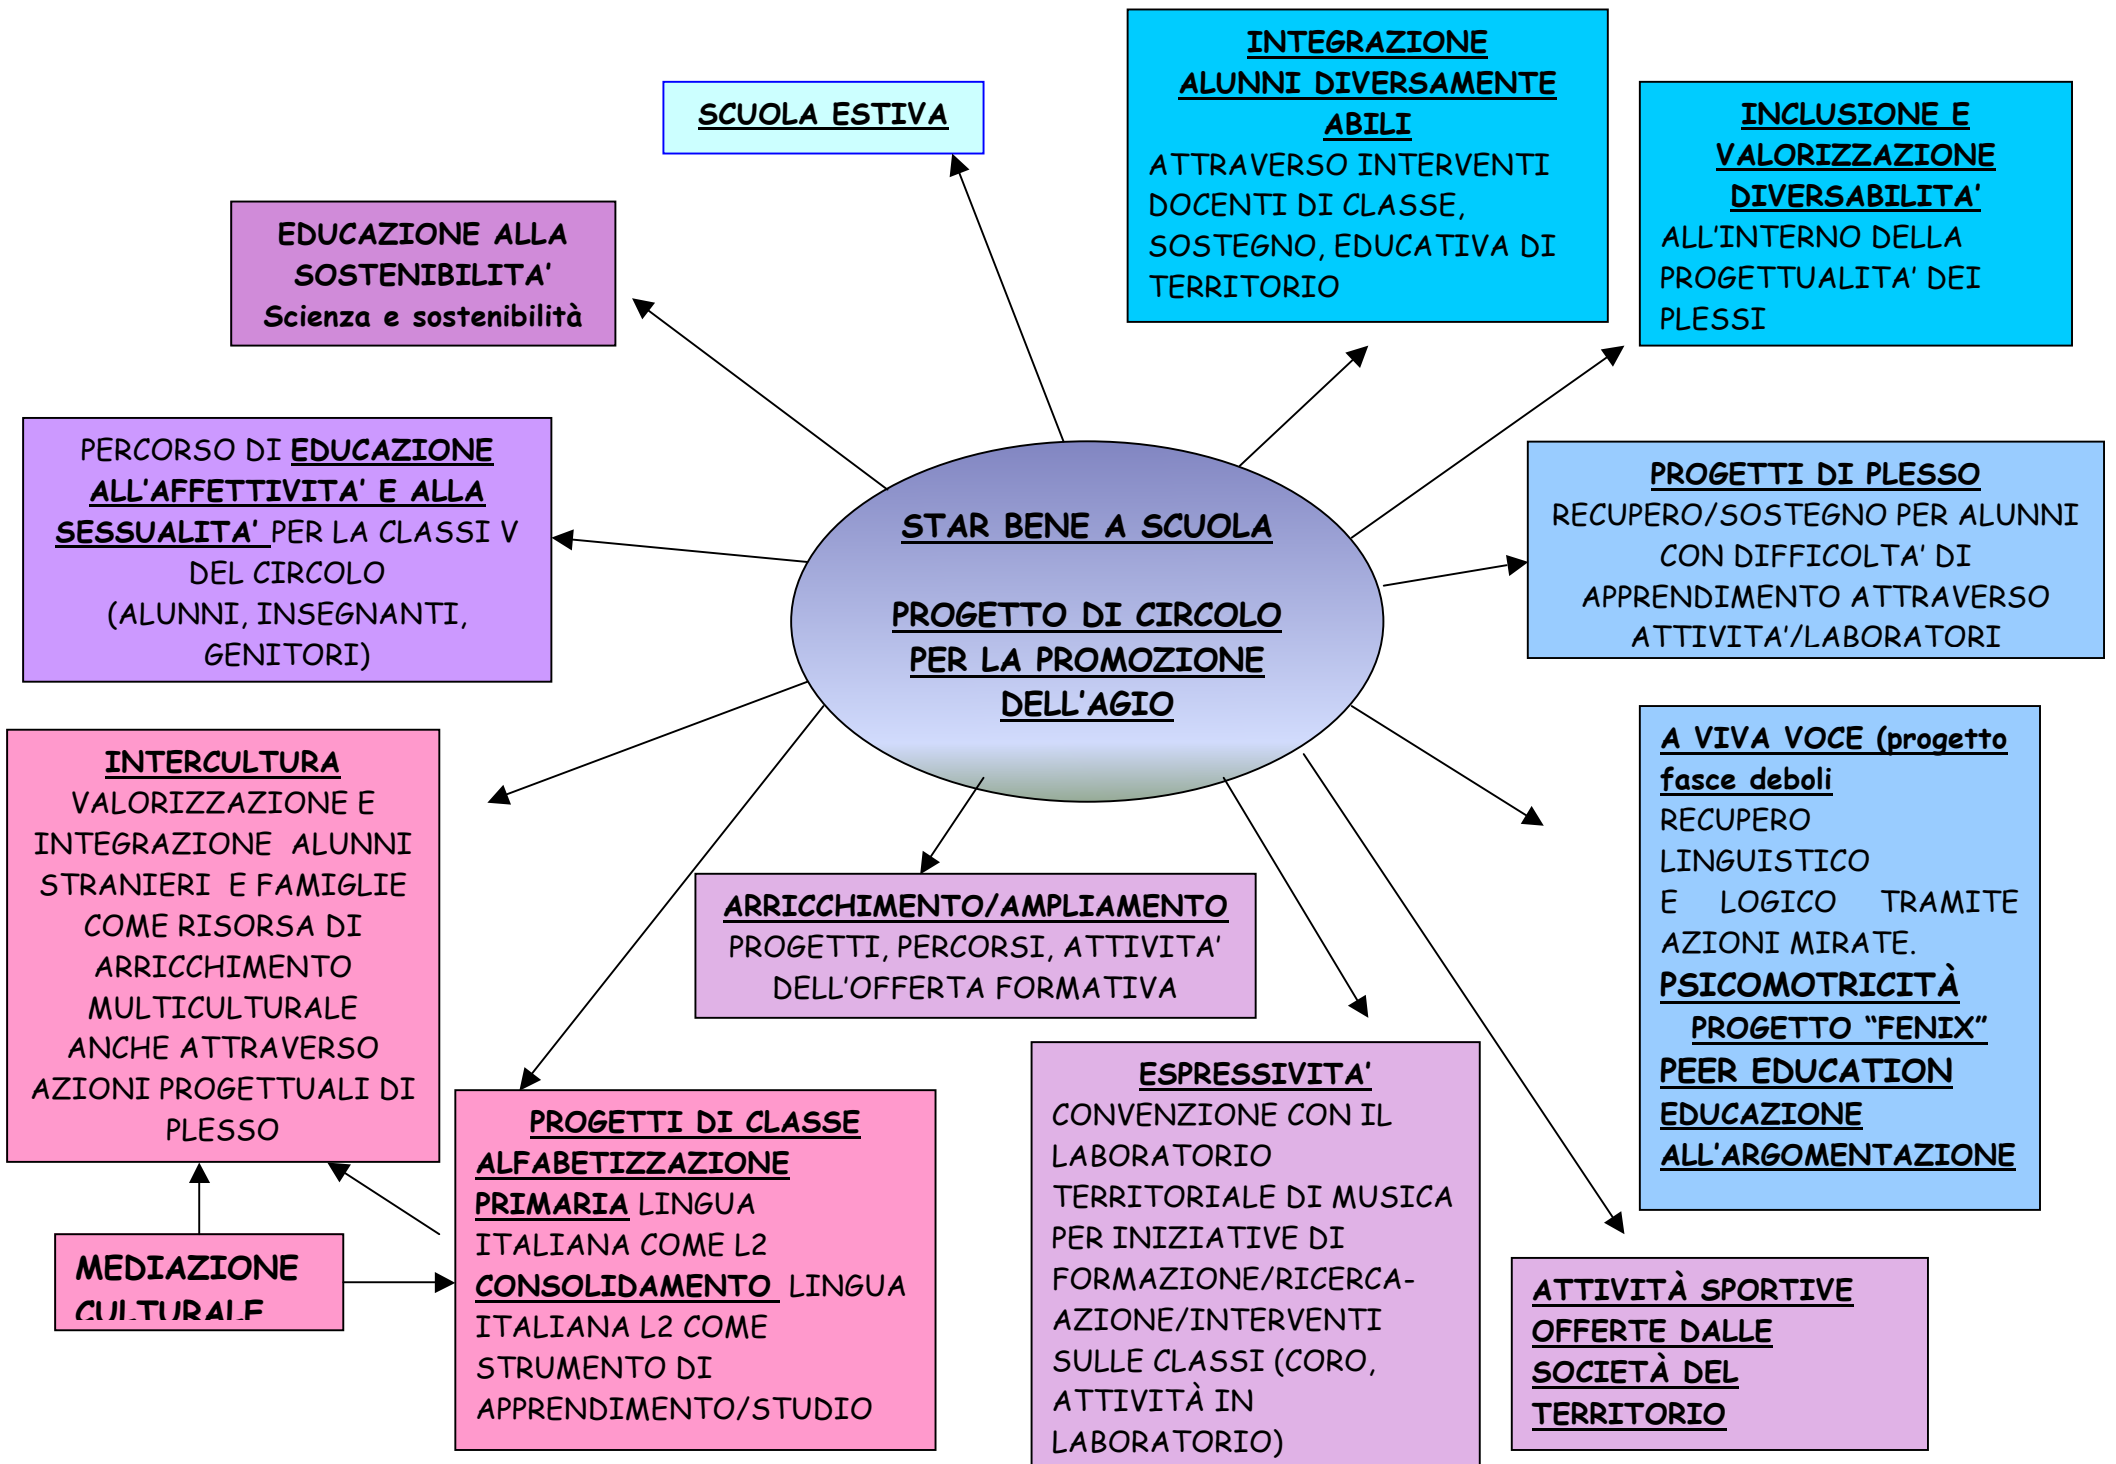 SCUOLA ESTIVA
INTEGRAZIONE
ALUNNI DIVERSAMENTE
ABILI
ATTRAVERSO INTERVENTI
DOCENTI DI CLASSE,
SOSTEGNO, EDUCATIVA DI
TERRITORIO
INCLUSIONE E
VALORIZZAZIONE
DIVERSABILITA'
ALL'INTERNO DELLA
PROGETTUALITA' DEI
PLESSI
EDUCAZIONE ALLA
SOSTENIBILITA'
Scienza e sostenibilità
PERCORSO DI EDUCAZIONE
ALL'AFFETTIVITA' E ALLA
SESSUALITA' PER LA CLASSI V
DEL CIRCOLO
(ALUNNI, INSEGNANTI,
GENITORI)
STAR BENE A SCUOLA
PROGETTO DI CIRCOLO
PER LA PROMOZIONE
DELL'AGIO
PROGETTI DI PLESSO
RECUPERO/SOSTEGNO PER ALUNNI
CON DIFFICOLTA' DI
APPRENDIMENTO ATTRAVERSO
ATTIVITA'/LABORATORI
INTERCULTURA
VALORIZZAZIONE E
INTEGRAZIONE ALUNNI
STRANIERI E FAMIGLIE
COME RISORSA DI
ARRICCHIMENTO
MULTICULTURALE
ANCHE ATTRAVERSO
AZIONI PROGETTUALI DI
PLESSO
A VIVA VOCE (progetto
fasce deboli
RECUPERO
LINGUISTICO
E LOGICO TRAMITE
AZIONI MIRATE.
PSICOMOTRICITÀ
PROGETTO “FENIX”
PEER EDUCATION
EDUCAZIONE
ALL'ARGOMENTAZIONE
ARRICCHIMENTO/AMPLIAMENTO
PROGETTI, PERCORSI, ATTIVITA'
DELL'OFFERTA FORMATIVA
MEDIAZIONE
CULTURALE
PROGETTI DI CLASSE
ALFABETIZZAZIONE
PRIMARIA LINGUA
ITALIANA COME L2
CONSOLIDAMENTO LINGUA
ITALIANA L2 COME
STRUMENTO DI
APPRENDIMENTO/STUDIO
ESPRESSIVITA'
CONVENZIONE CON IL
LABORATORIO
TERRITORIALE DI MUSICA
PER INIZIATIVE DI
FORMAZIONE/RICERCA-
AZIONE/INTERVENTI
SULLE CLASSI (CORO,
ATTIVITÀ IN
LABORATORIO)
ATTIVITÀ SPORTIVE
OFFERTE DALLE
SOCIETÀ DEL
TERRITORIO